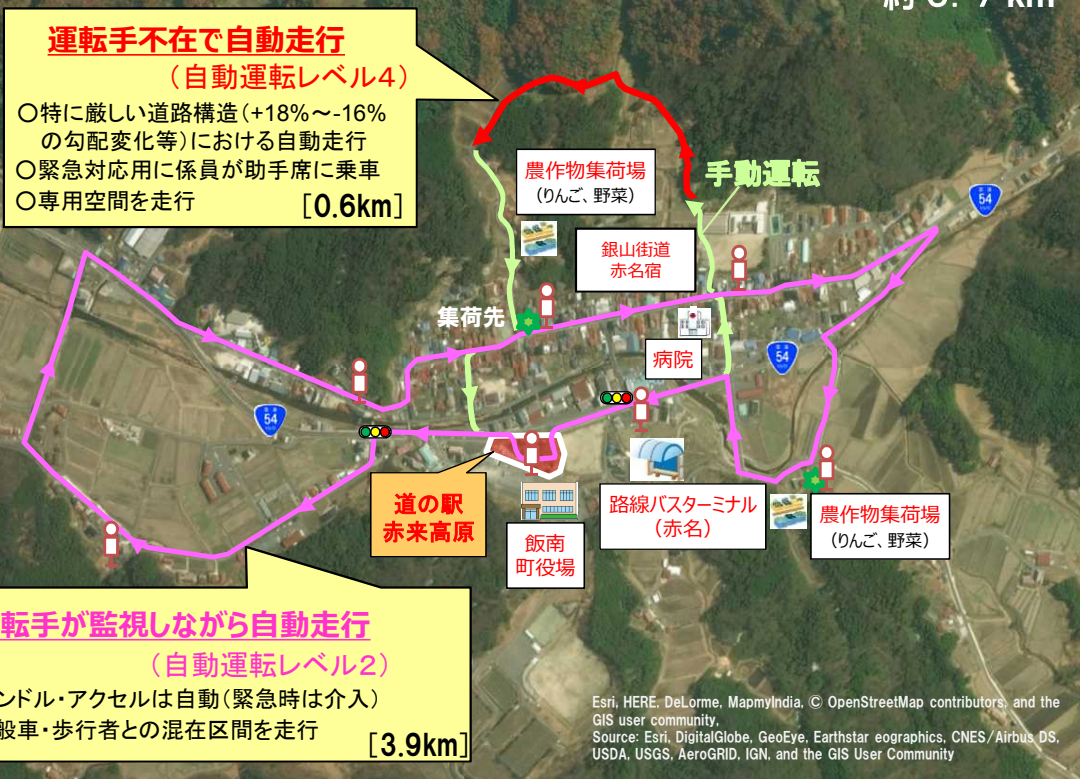 運転手不在で自動走行
（自動運転レベル4）
○特に厳しい道路構造（+18%～-16%
の勾配変化等）における自動走行
○緊急対応用に係員が助手席に乗車
○専用空間を走行
[0.6km]
農作物集荷場
（りんご、野菜）
手動運転
54
銀山街道
赤名宿
集荷先
病院
54
54
道の駅
赤来高原
飯南
町役場
路線バスターミナル
（赤名）
農作物集荷場
（りんご、野菜）
転手が監視しながら自動走行
（自動運転レベル2）
ンドル・アクセルは自動（緊急時は介入）
般車・歩行者との混在区間を走行
[3.9km]
Esri, HERE, DeLorme, MapmyIndia, © OpenStreetMap contributors, and the
GIS user community,
Source: Esri, DigitalGlobe, GeoEye, Earthstar eographics, CNES/Airbus DS,
USDA, USGS, AeroGRID, IGN, and the GIS User Community